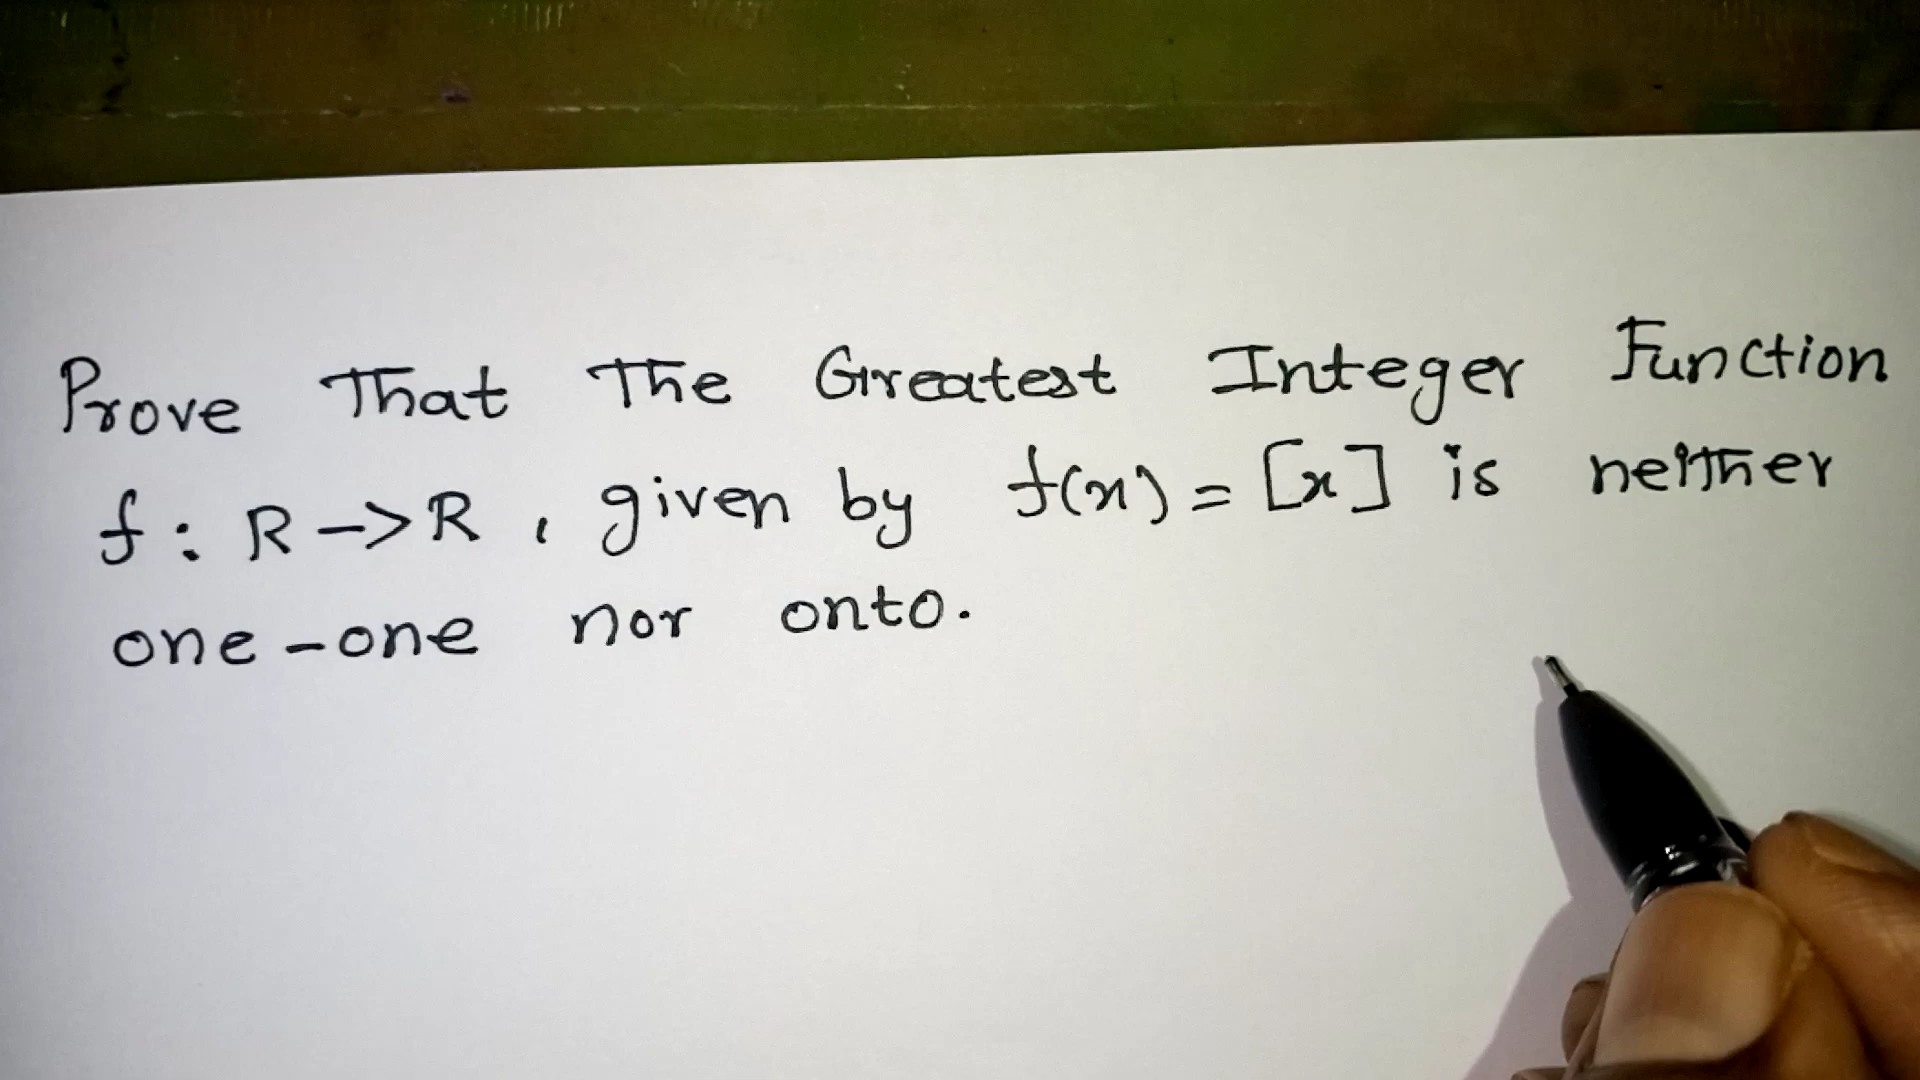 Prove That The Greatest Integer Function
f : R -> R , given by f(x) = [x] is neither
one-one nor onto.